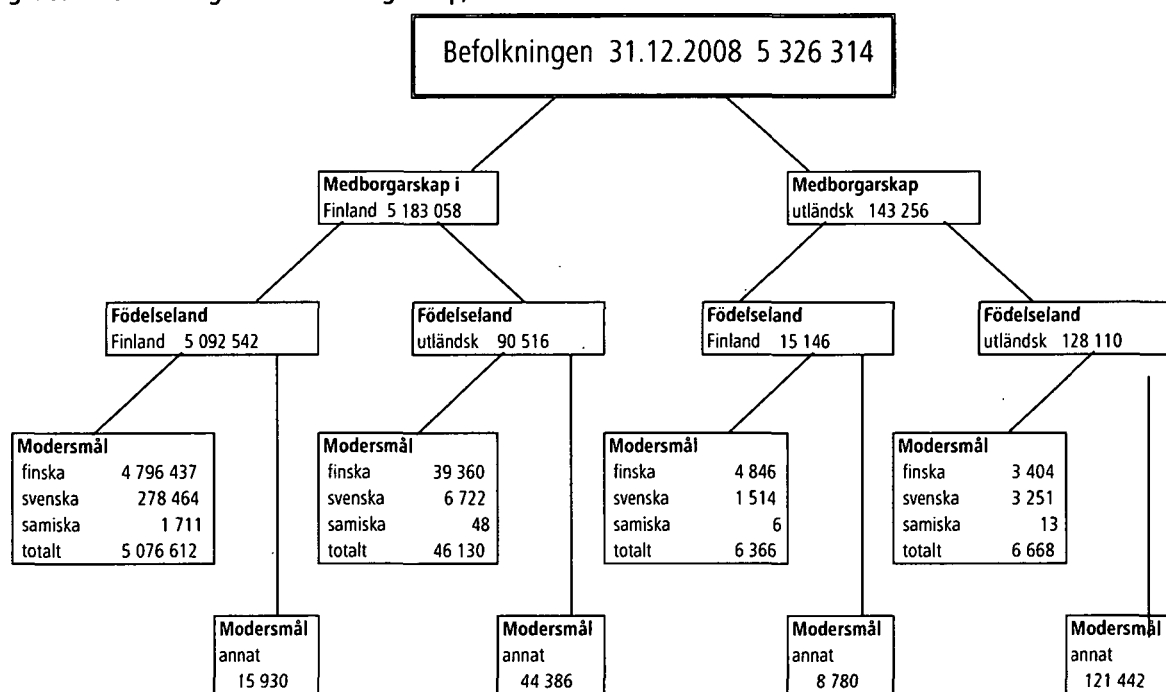 Befolkningen 31.12.2008 5 326 314
Medborgarskap i
Finland 5 183 058
Medborgarskap
utländsk 143 256
Födelseland
Finland 5 092 542
Födelseland
utländsk 90 516
Födelseland
Finland 15 146
Födelseland
utländsk 128 110
Modersmål
finska 4 796 437
svenska 278 464
samiska 1 711
totalt 5 076 612
Modersmål
finska 39 360
svenska 6 722
samiska 48
totalt 46 130
Modersmål
finska 4 846
svenska 1 514
samiska 6
totalt 6 366
Modersmål
finska 3 404
svenska 3 251
samiska 13
totalt 6 668
Modersmål
annat
15 930
Modersmål
annat
44 386
Modersmål
annat
8 780
Modersmål
annat
121 442